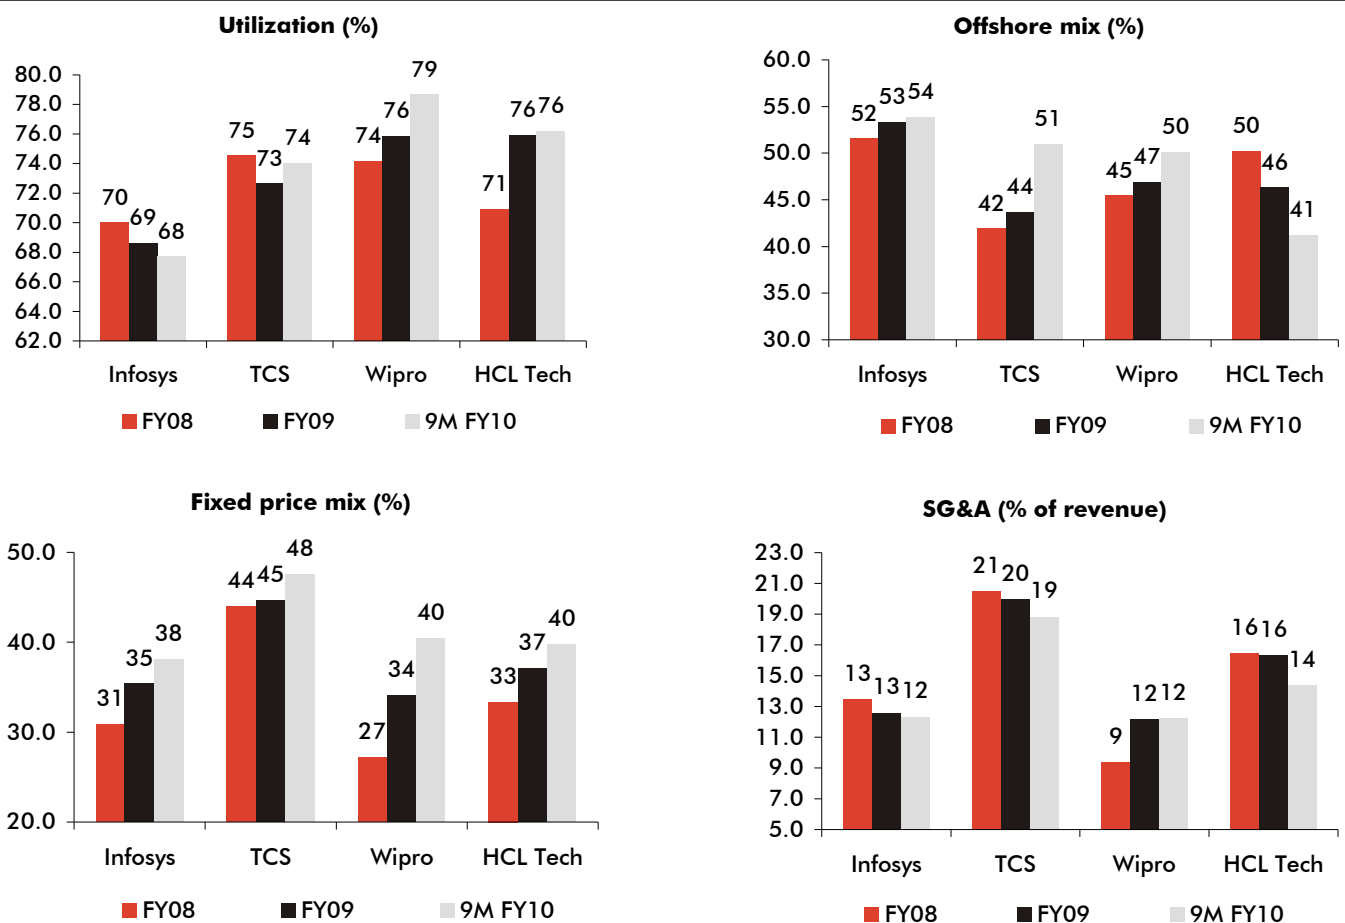 Utilization (%)
80.0
78.0
76.0
74.0
72.0
70.0
68.0
66.0
64.0
62.0
70 69 68
75 73 74
74 76 79
71 76 76
Infosys TCS Wipro HCL Tech
FY08 FY09 9M FY10
Offshore mix (%)
60.0
55.0
50.0
45.0
40.0
35.0
30.0
52 53 54
42 44 51
45 47 50
50 46 41
Infosys TCS Wipro HCL Tech
FY08 FY09 9M FY10
Fixed price mix (%)
50.0
40.0
30.0
20.0
31 35 38
44 45 48
27 34 40
33 37 40
Infosys TCS Wipro HCL Tech
FY08 FY09 9M FY10
SG&A (% of revenue)
23.0
21.0
19.0
17.0
15.0
13.0
11.0
9.0
7.0
5.0
13 13 12
21 20 19
9 12 12
16 16 14
Infosys TCS Wipro HCL Tech
FY08 FY09 9M FY10